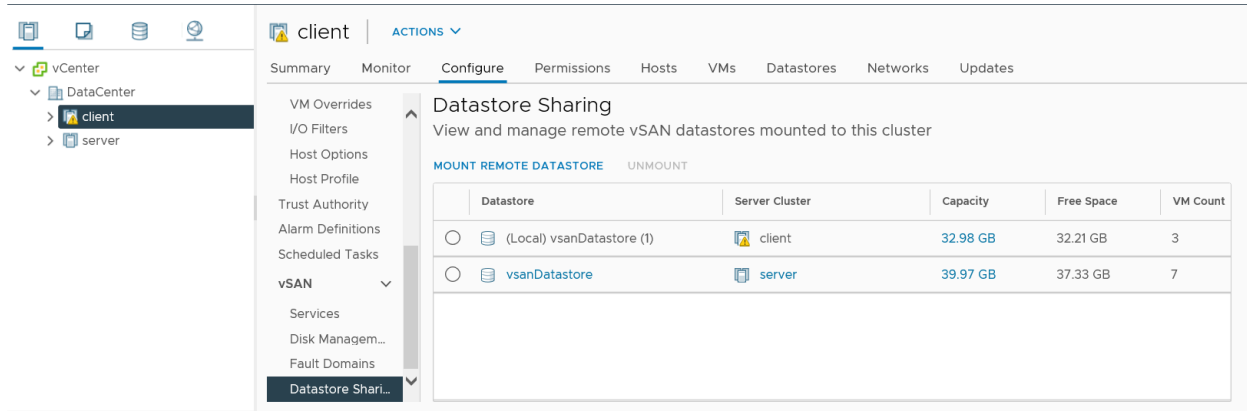 client
ACTIONS
vCenter
DataCenter
client
server
Summary Monitor Configure Permissions Hosts VMs Datastores Networks Updates
VM Overrides
I/O Filters
Host Options
Host Profile
Trust Authority
Alarm Definitions
Scheduled Tasks
vSAN
Services
Disk Managem...
Fault Domains
Datastore Shari...
Datastore Sharing
View and manage remote vSAN datastores mounted to this cluster
MOUNT REMOTE DATASTORE UNMOUNT
Datastore Server Cluster Capacity Free Space VM Count
(Local) vsanDatastore (1) client 32.98 GB 32.21 GB 3
vsanDatastore server 39.97 GB 37.33 GB 7